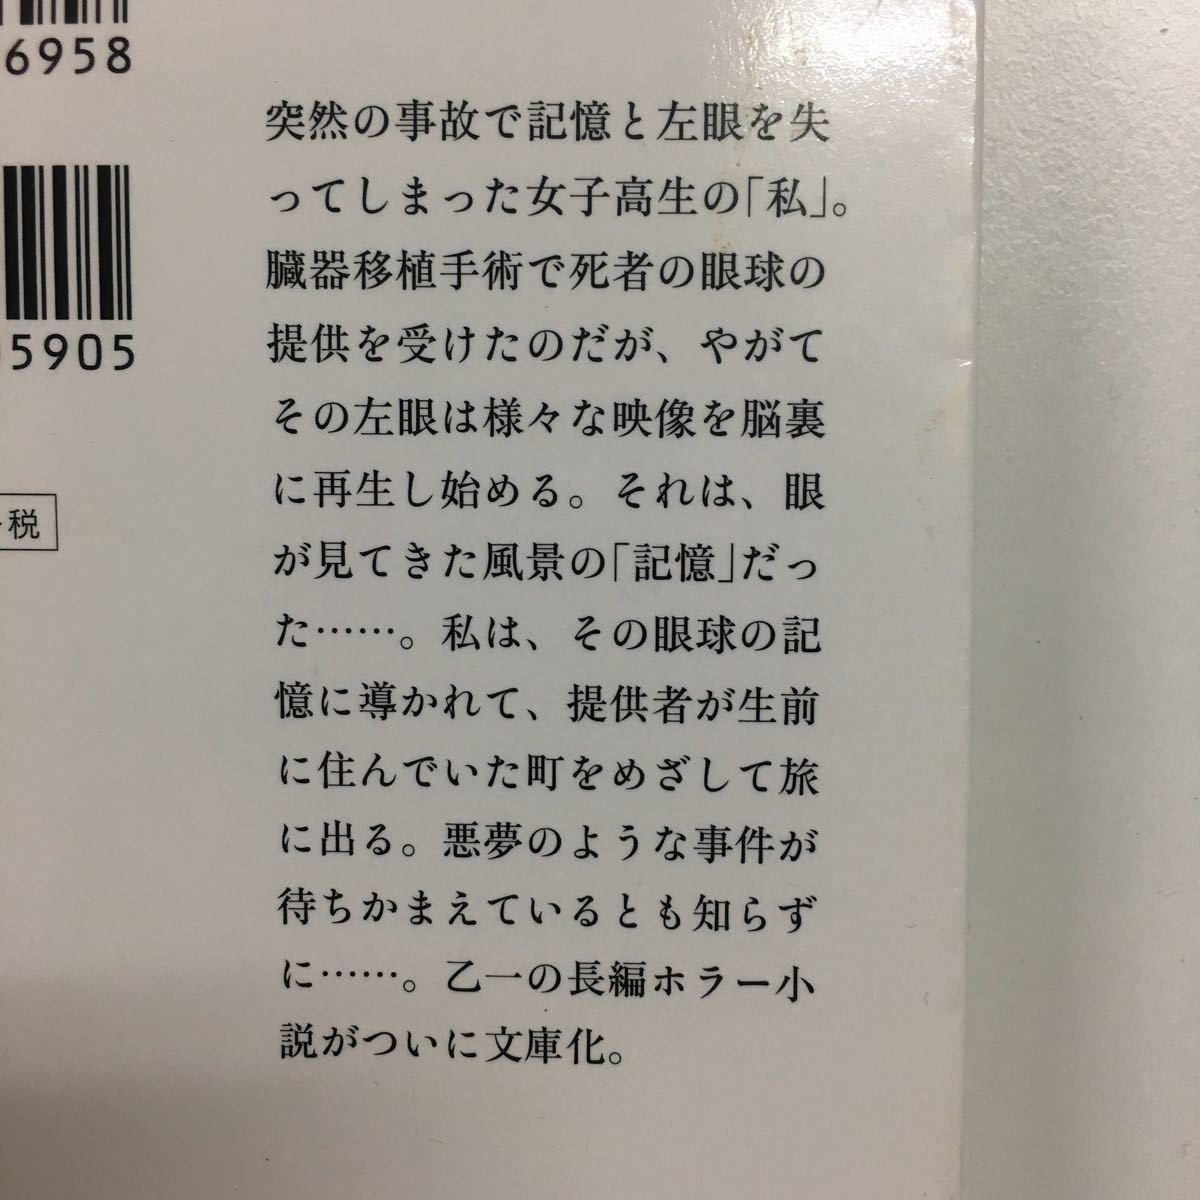 6958
5905
税
突然の事故で記憶と左眼を失
ってしまった女子高生の「私」。
臓器移植手術で死者の眼球の
提供を受けたのだが、やがて
その左眼は様々な映像を脳裏
に再生し始める。それは、眼
が見てきた風景の「記憶」だっ
た……。私は、その眼球の記
憶に導かれて、提供者が生前
に住んでいた町をめざして旅
に出る。悪夢のような事件が
待ちかまえているとも知らず
に……。乙一の長編ホラー小
説がついに文庫化。